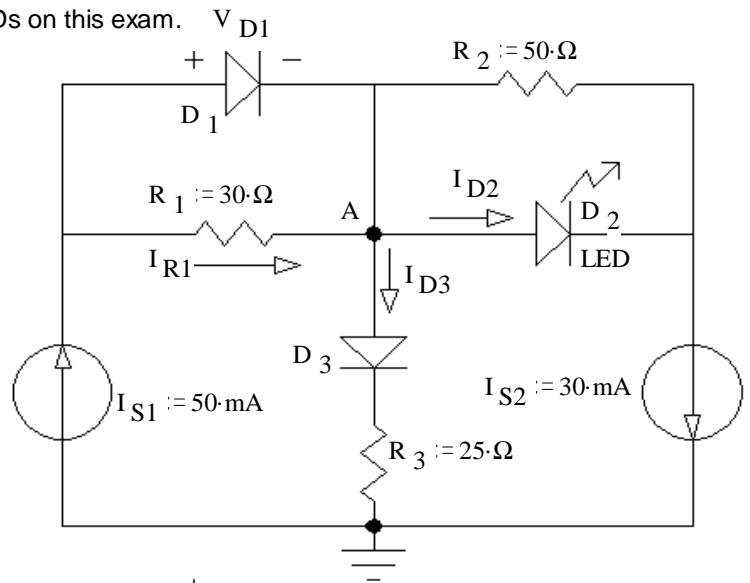 Ds on this exam.
V D1
+ −
D 1
R 2 := 50·Ω
R 1 := 30·Ω
A
I D2
D 2
LED
I R1
I D3
D 3
I S1 := 50·mA
I S2 := 30·mA
R 3 := 25·Ω